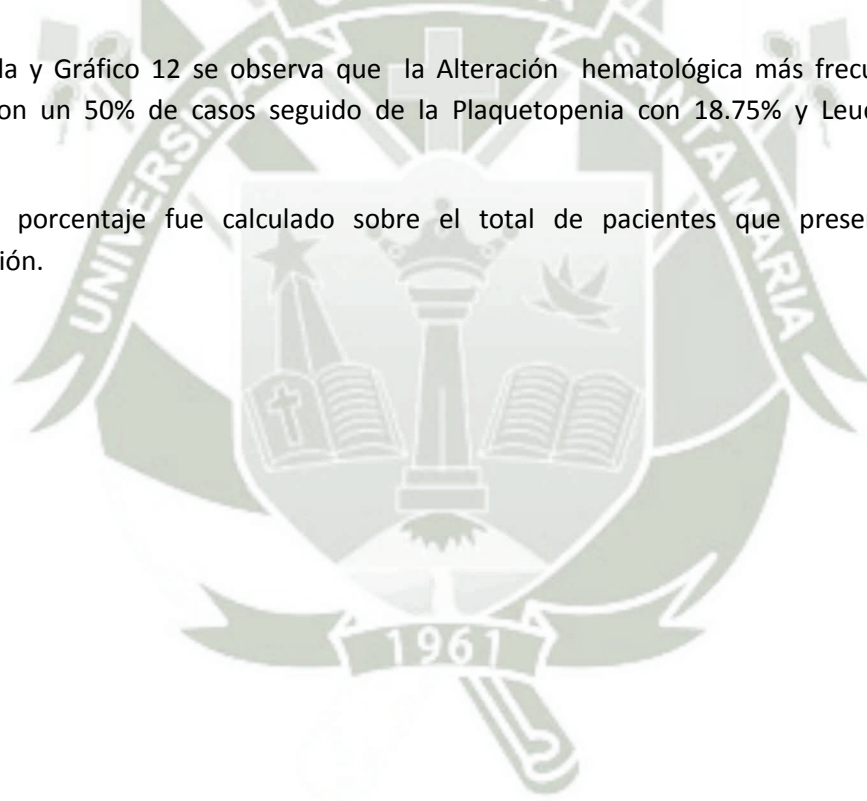 la y Gráfico 12 se observa que la Alteración hematológica más frecu
on un 50% de casos seguido de la Plaquetopenia con 18.75% y Leuc
porcentaje fue calculado sobre el total de pacientes que prese
ión.
UNIVERSIDAD
SANTA MARIA
1961